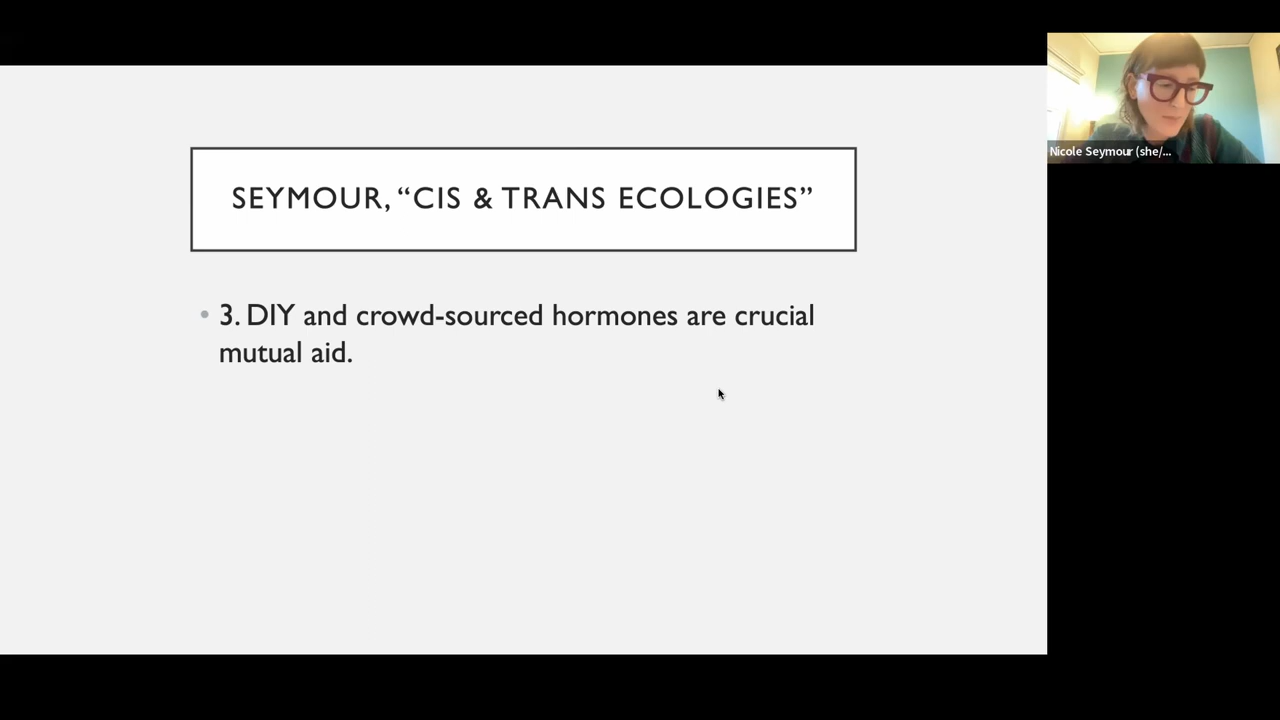 SEYMOUR, “CIS & TRANS ECOLOGIES”
• 3. DIY and crowd-sourced hormones are crucial
mutual aid.
Nicole Seymour (she/...